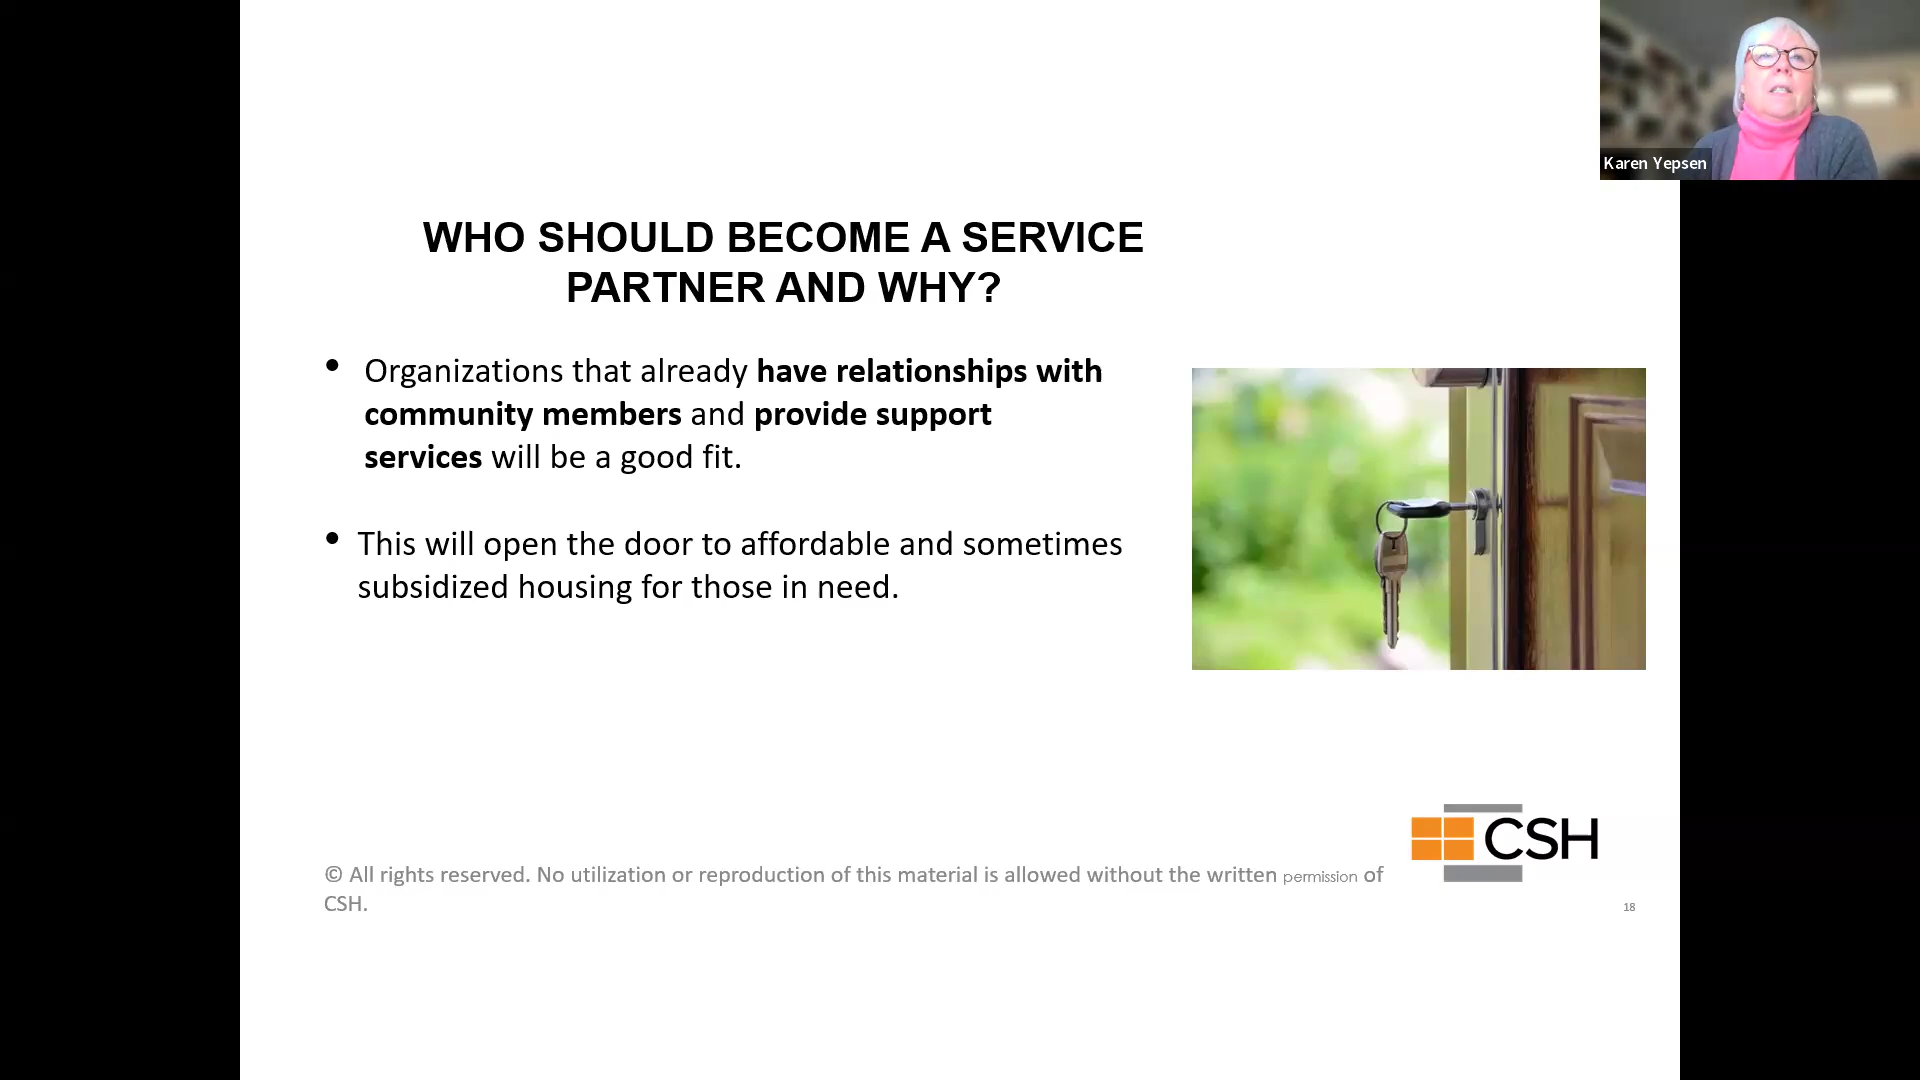 Karen Yepsen
WHO SHOULD BECOME A SERVICE
PARTNER AND WHY?
• Organizations that already have relationships with
community members and provide support
services will be a good fit.
• This will open the door to affordable and sometimes
subsidized housing for those in need.
CSH
© All rights reserved. No utilization or reproduction of this material is allowed without the written permission of
CSH.
18